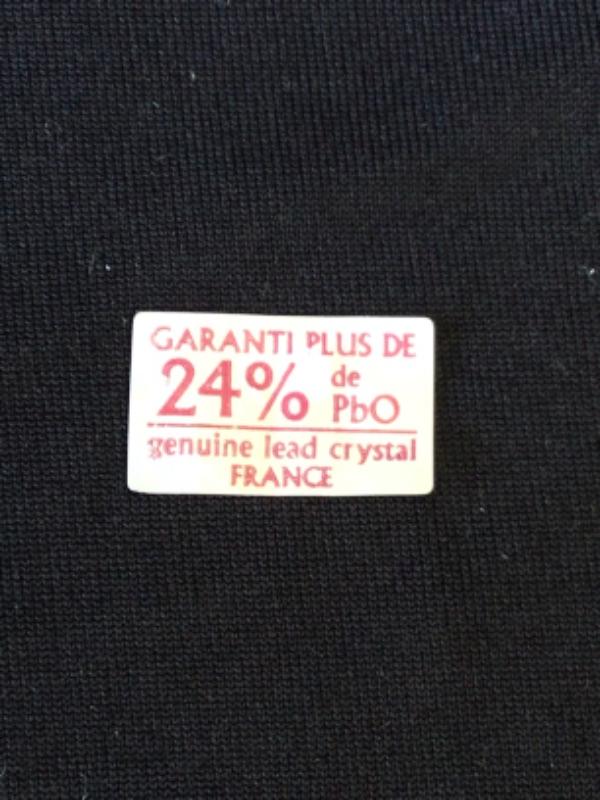 GARANTI PLUS DE
24% de PbO
genuine lead crystal
FRANCE